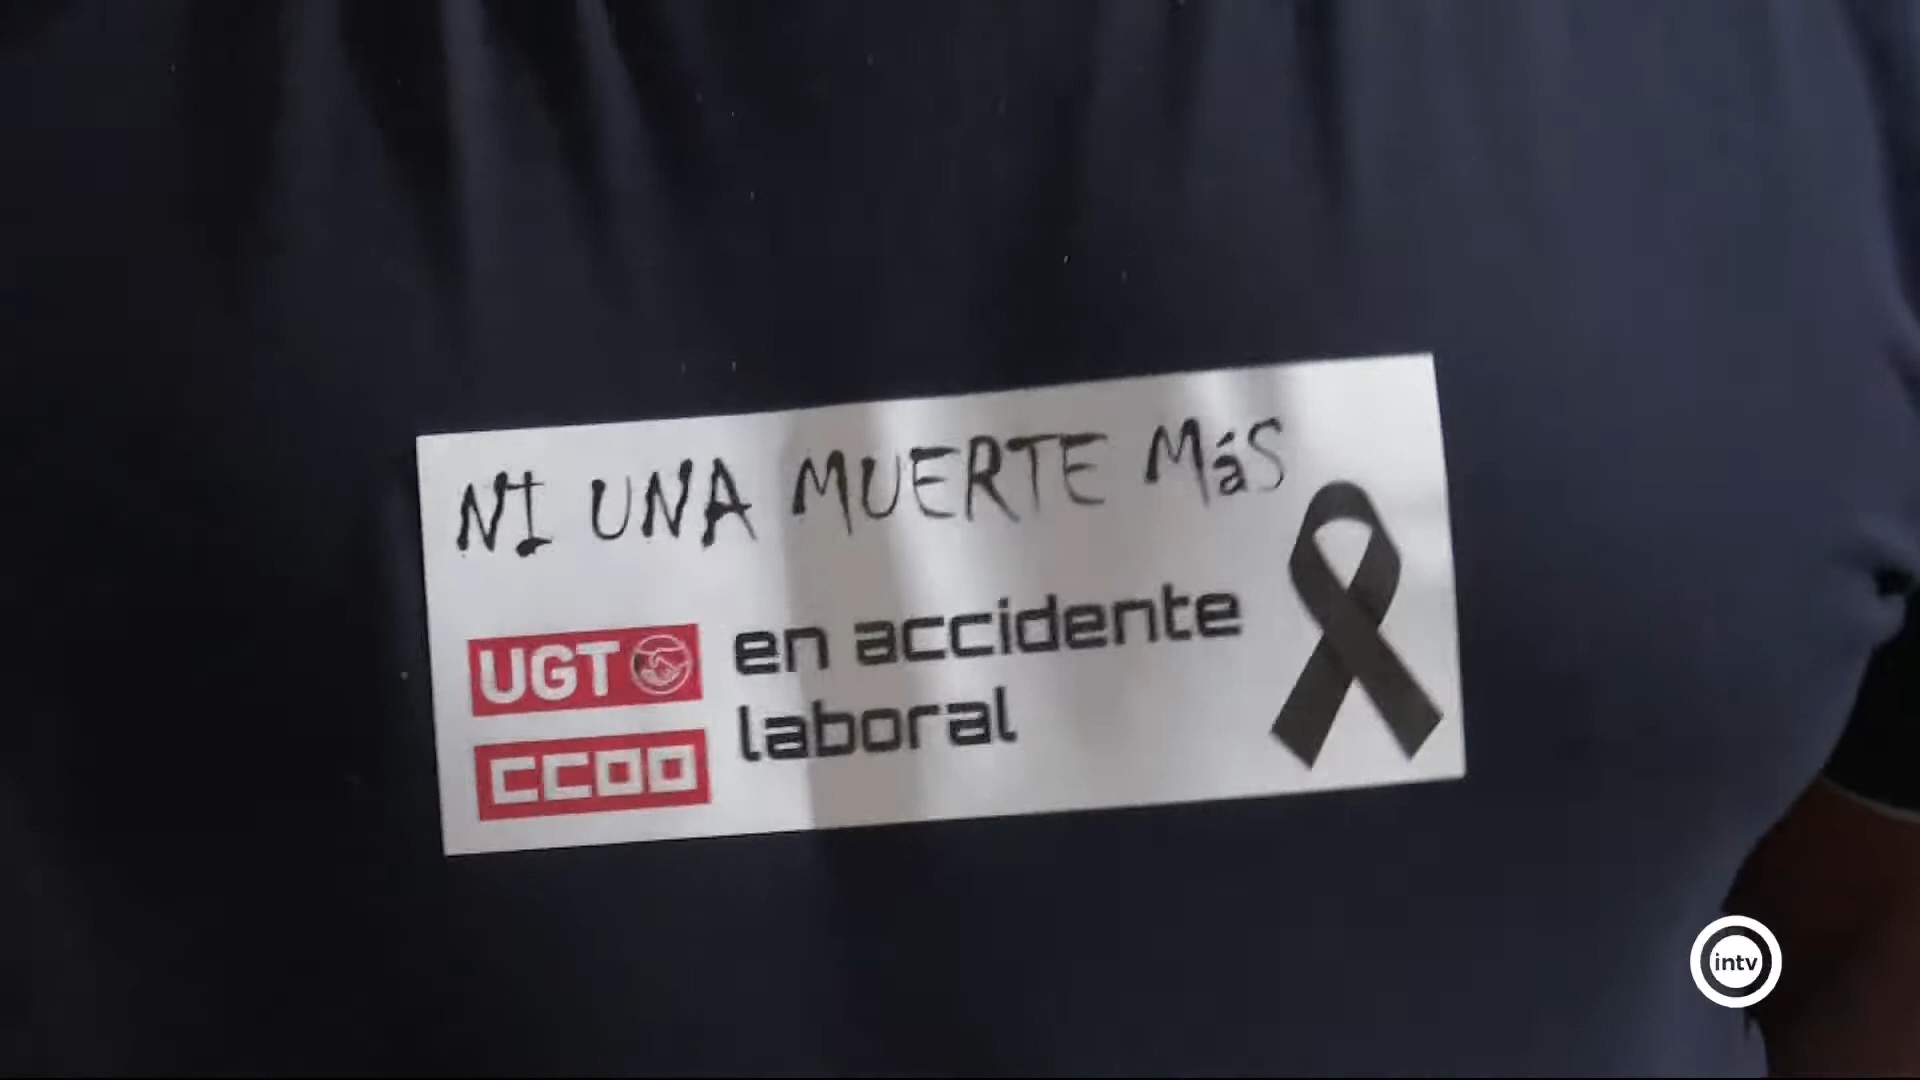 NI UNA MUERTE MáS
UGT
en accidente
CCOO
laboral
intv